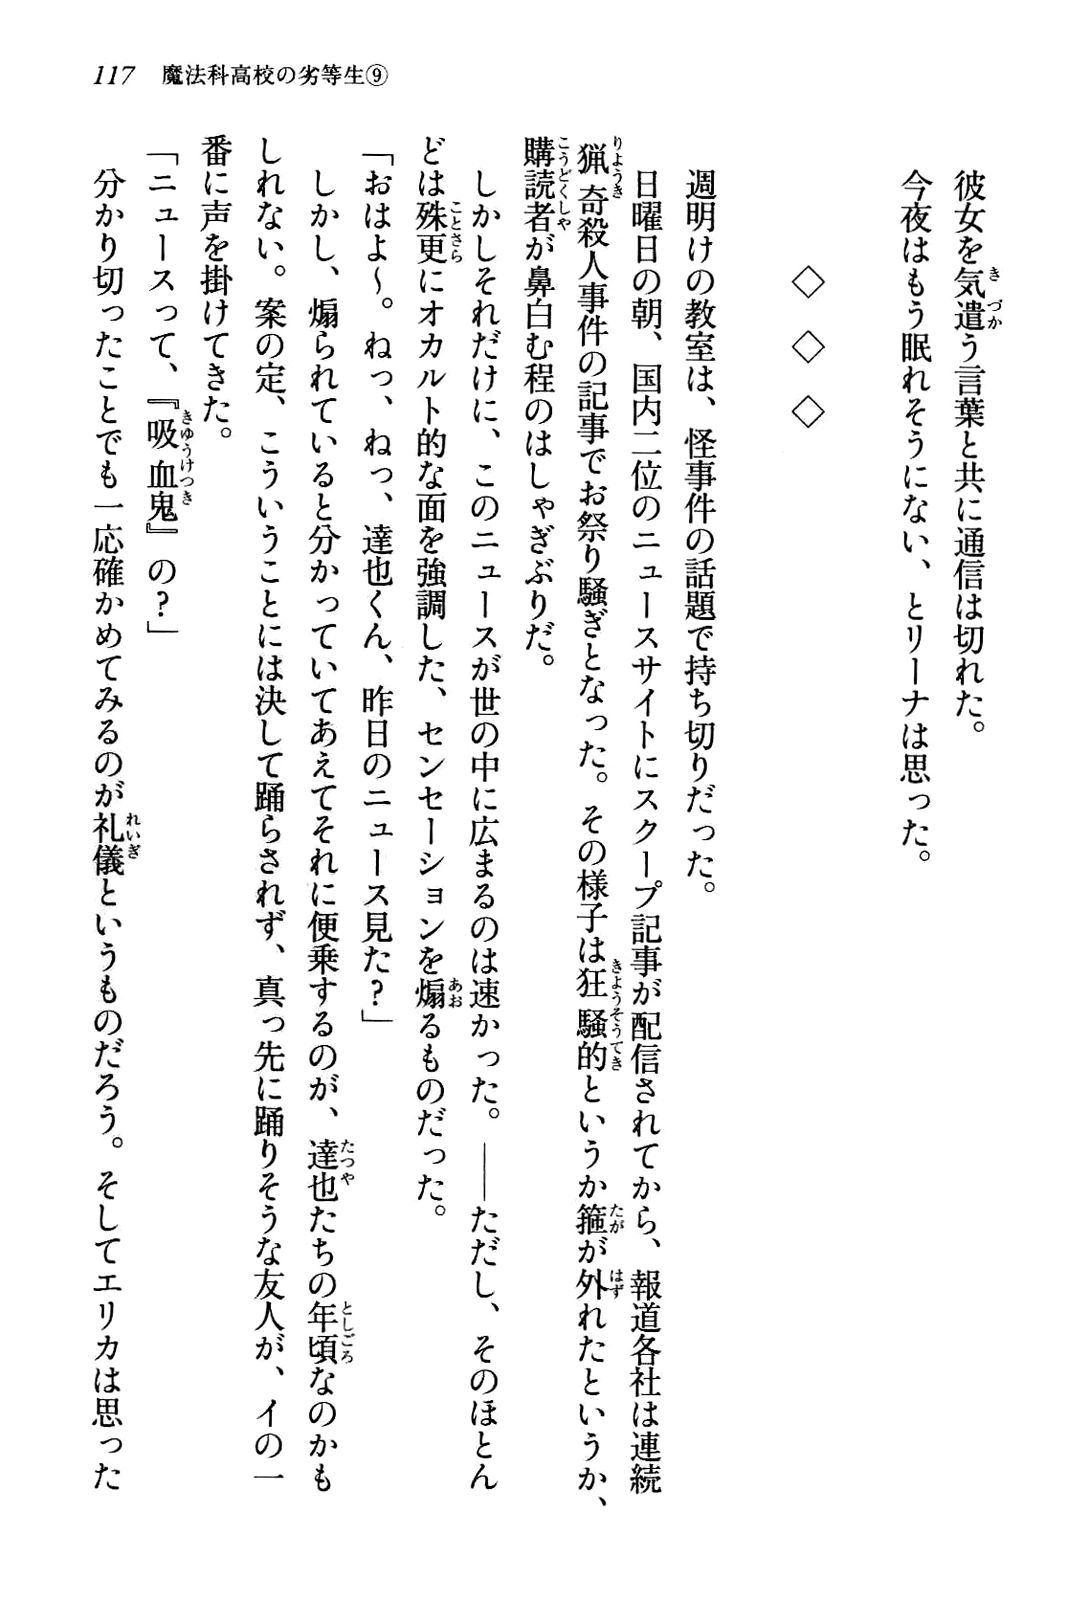 117 魔法科高校の劣等生⑨
彼女を気遣う言葉と共に通信は切れた。
今夜はもう眠れそうにない、とリーナは思った。
◇ ◇ ◇
週明けの教室は、怪事件の話題で持ち切りだった。
日曜日の朝、国内二位のニュースサイトにスクープ記事が配信されてから、報道各社は連続
猟奇殺人事件の記事でお祭り騒ぎとなった。その様子は狂騒的というか箍が外れたというか、
購読者が鼻白む程のはしゃぎぶりだ。
しかしそれだけに、このニュースが世の中に広まるのは速かった。――ただし、そのほとん
どは殊更にオカルト的な面を強調した、センセーションを煽るものだった。
「おはよ～。ねっ、ねっ、達也くん、昨日のニュース見た？」
しかし、煽られていると分かっていてあえてそれに便乗するのが、達也たちの年頃なのかも
しれない。案の定、こういうことには決して踊らされず、真っ先に踊りそうな友人が、イの一
番に声を掛けてきた。
「ニュースって、『吸血鬼』の？」
分かり切ったことでも一応確かめてみるのが礼儀というものだろう。そしてエリカは思った